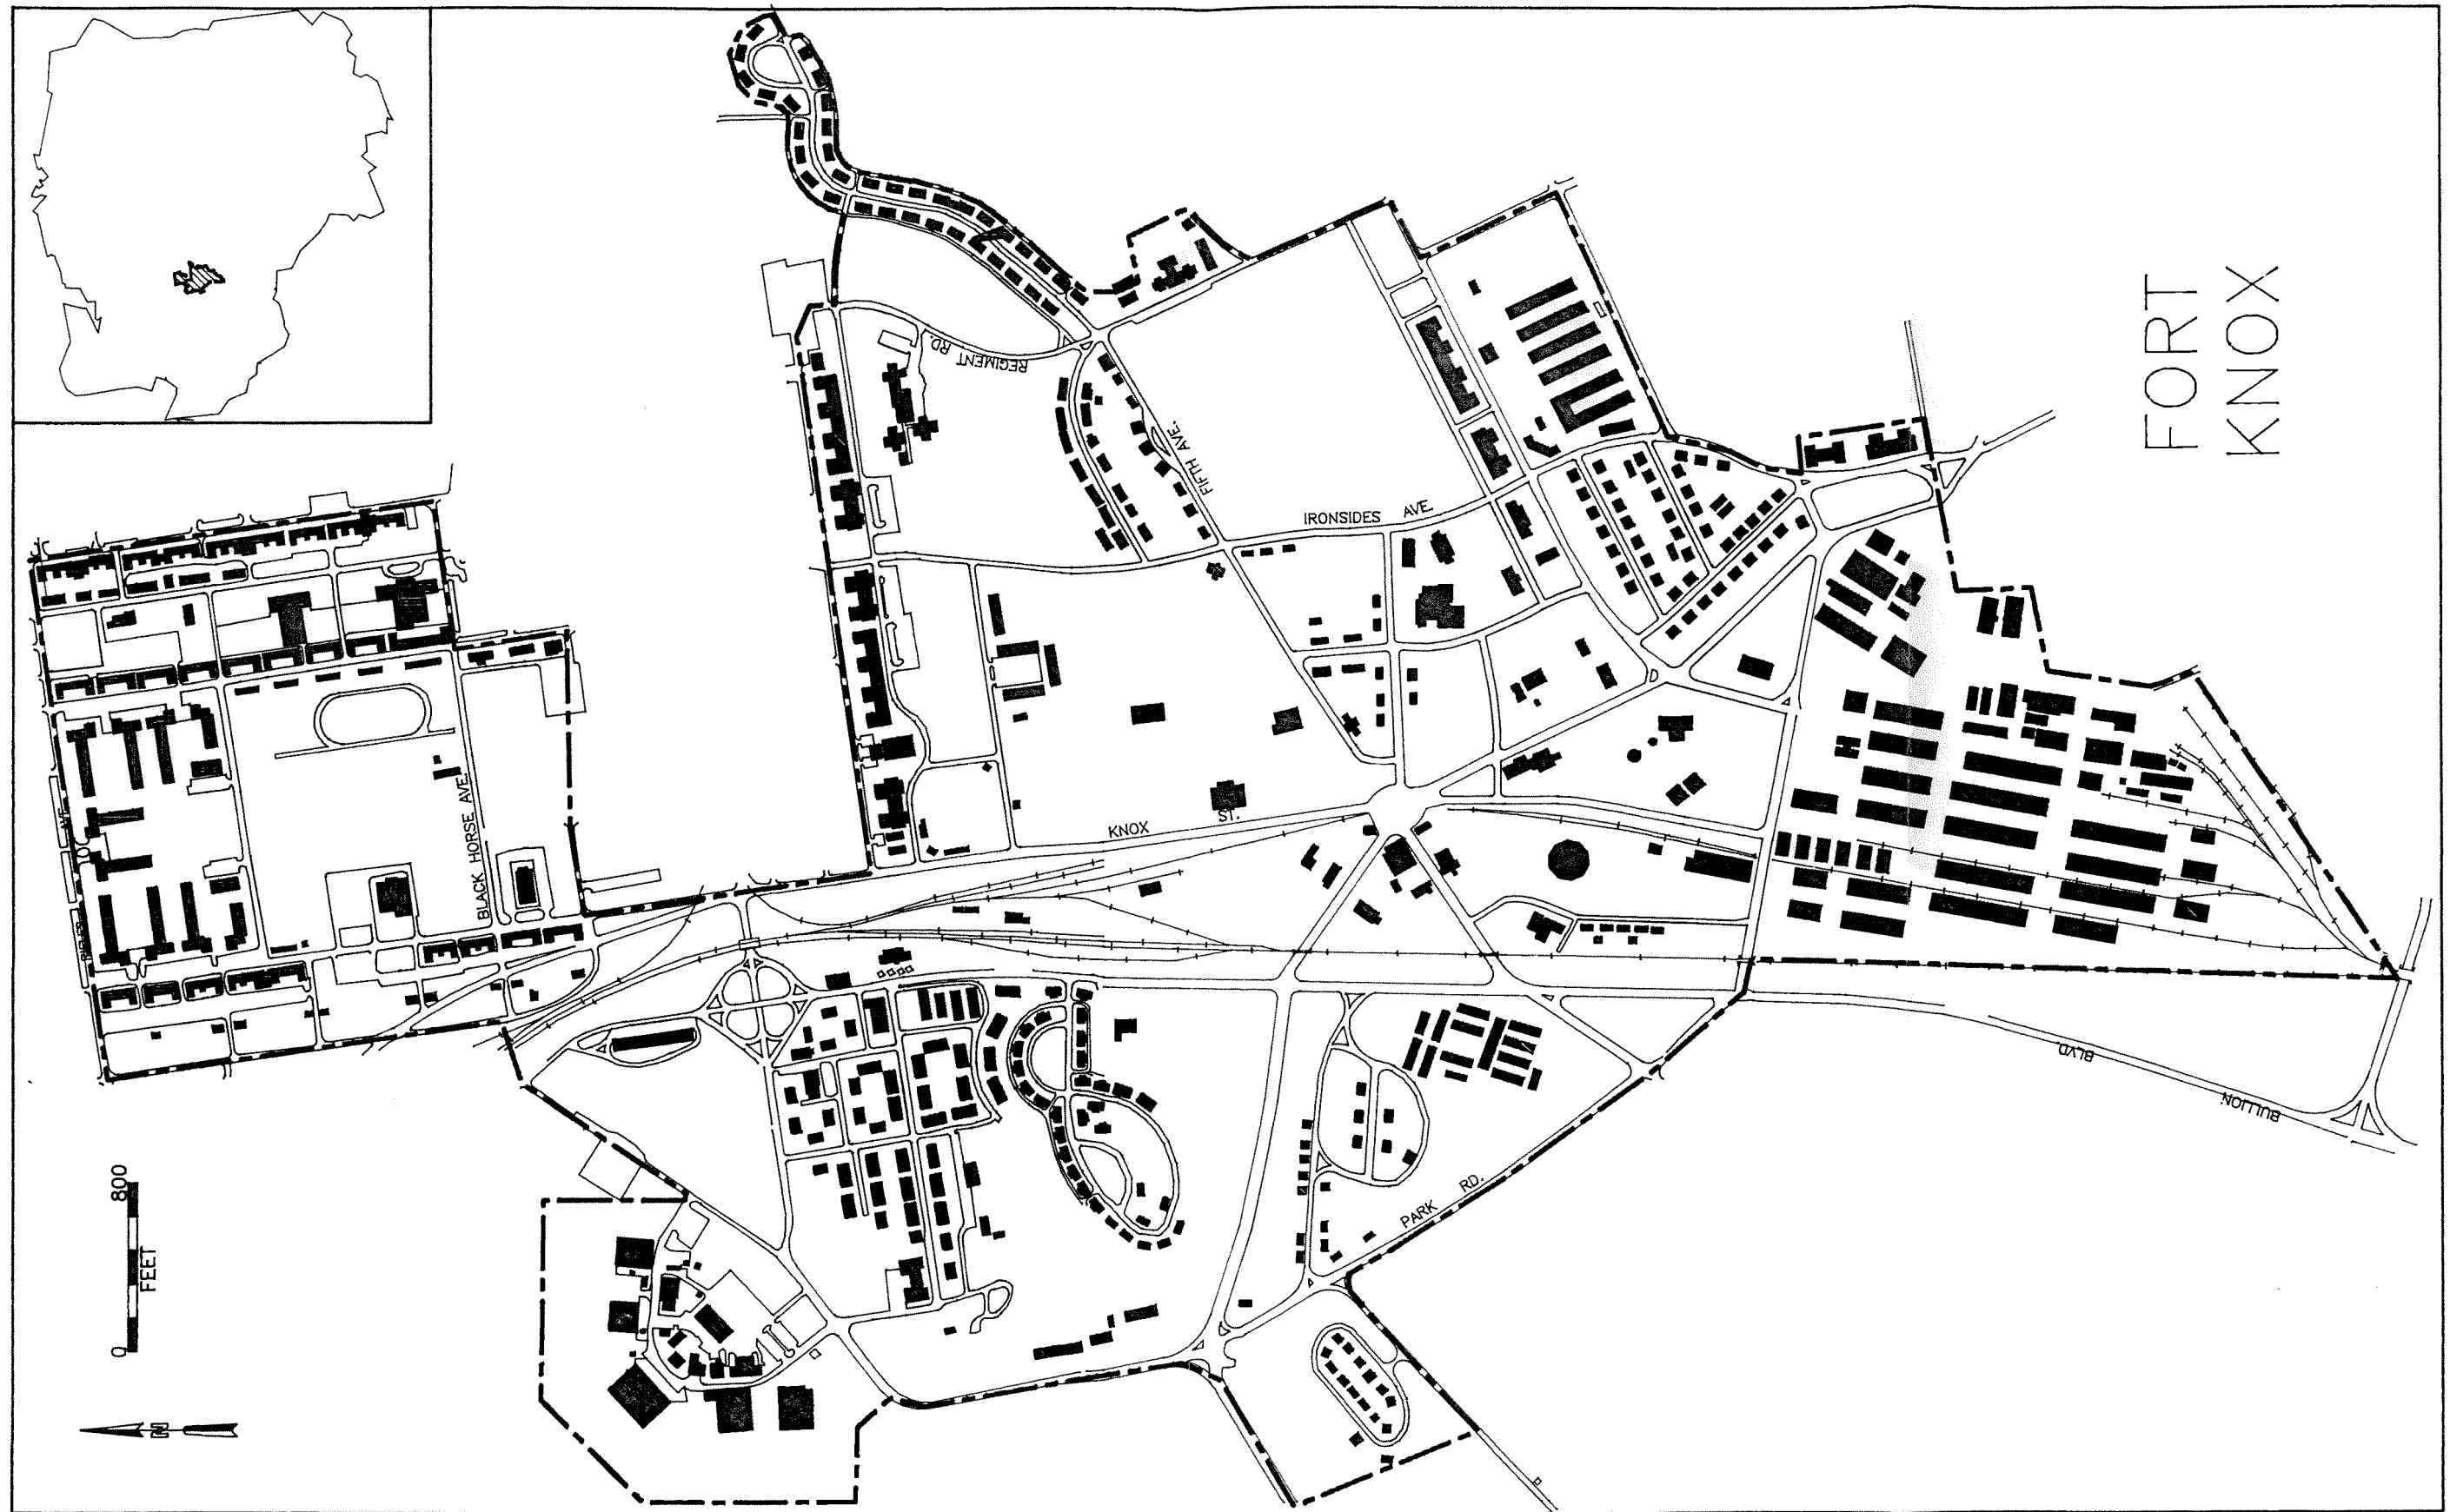 FORT
KNOX
REGIMENT RD.
FIFTH AVE.
IRONSIDES AVE.
KNOX ST.
BLACK HORSE AVE.
AVE.
BULLION BLVD.
PARK RD.
0 800
FEET
N